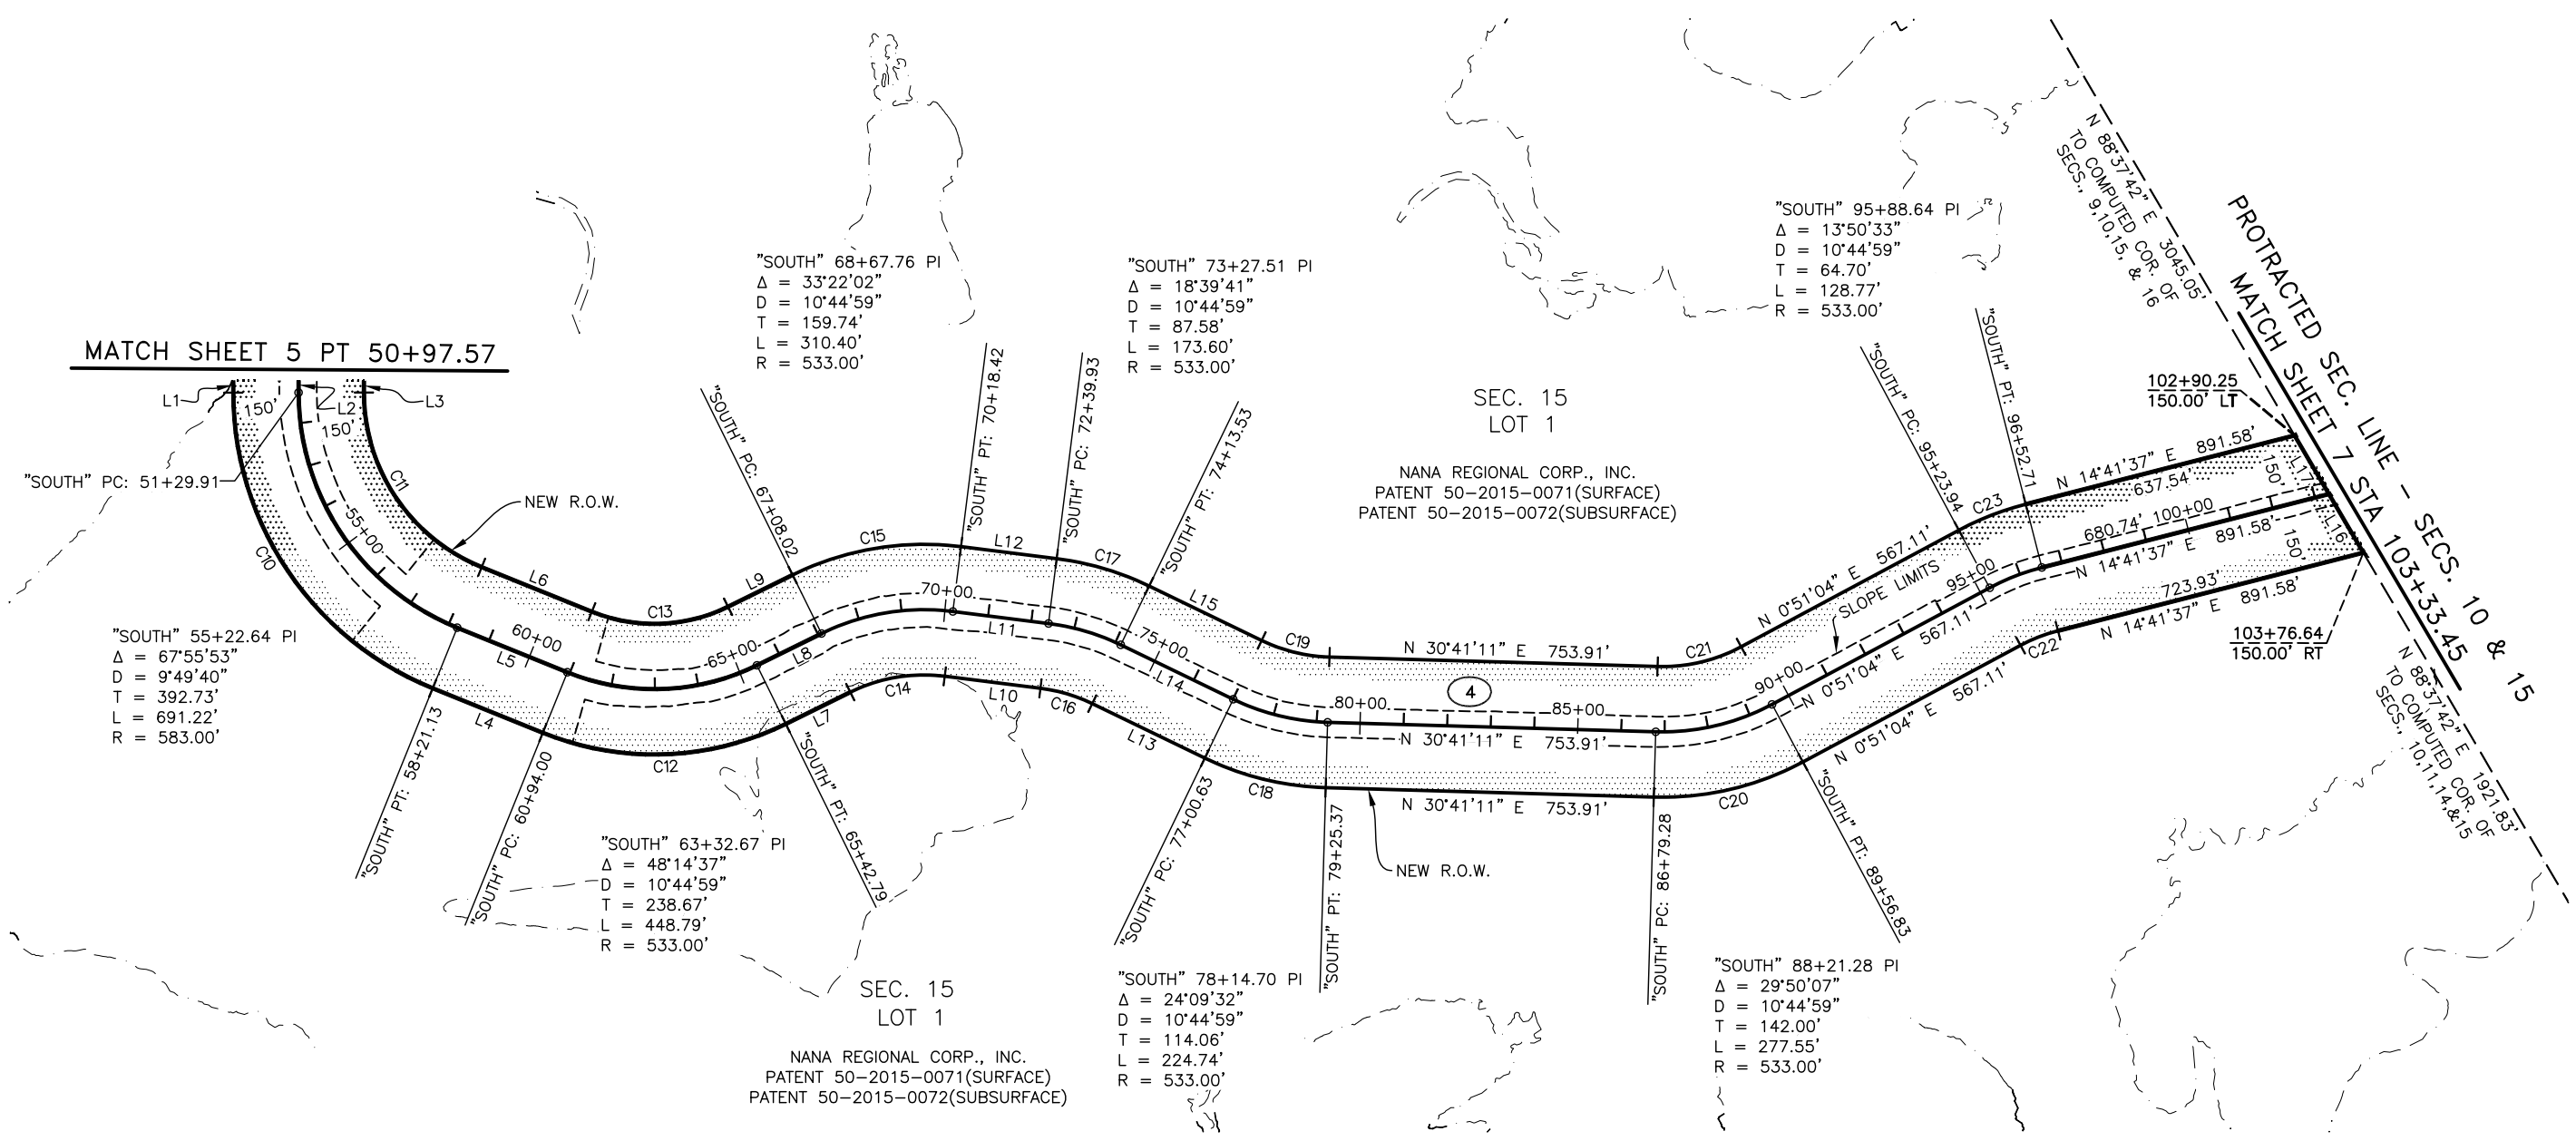 MATCH SHEET 5 PT 50+97.57
L1
150'
L2
150'
L3
"SOUTH" PC: 51+29.91
C11
C10
55+00
NEW R.O.W.
"SOUTH" 55+22.64 PI
Δ = 67°55'53"
D = 9°49'40"
T = 392.73'
L = 691.22'
R = 583.00'
L6
60+00
L5
L4
"SOUTH" PT: 58+21.13
"SOUTH" PC: 60+94.00
C13
C12
65+00
L9
L8
L7
"SOUTH" 63+32.67 PI
Δ = 48°14'37"
D = 10°44'59"
T = 238.67'
L = 448.79'
R = 533.00'
"SOUTH" PT: 65+42.79
"SOUTH" PC: 67+08.02
"SOUTH" 68+67.76 PI
Δ = 33°22'02"
D = 10°44'59"
T = 159.74'
L = 310.40'
R = 533.00'
C15
70+00
C14
"SOUTH" PT: 70+18.42
L12
L11
L10
"SOUTH" PC: 72+39.93
"SOUTH" 73+27.51 PI
Δ = 18°39'41"
D = 10°44'59"
T = 87.58'
L = 173.60'
R = 533.00'
C17
C16
"SOUTH" PT: 74+13.53
75+00
L15
L14
L13
"SOUTH" PC: 77+00.63
"SOUTH" 78+14.70 PI
Δ = 24°09'32"
D = 10°44'59"
T = 114.06'
L = 224.74'
R = 533.00'
C19
C18
"SOUTH" PT: 79+25.37
SEC. 15
LOT 1
NANA REGIONAL CORP., INC.
PATENT 50-2015-0071(SURFACE)
PATENT 50-2015-0072(SUBSURFACE)
SEC. 15
LOT 1
NANA REGIONAL CORP., INC.
PATENT 50-2015-0071(SURFACE)
PATENT 50-2015-0072(SUBSURFACE)
N 30°41'11" E 753.91'
4
80+00
85+00
N 30°41'11" E 753.91'
N 30°41'11" E 753.91'
NEW R.O.W.
"SOUTH" PC: 86+79.28
C21
C20
"SOUTH" 88+21.28 PI
Δ = 29°50'07"
D = 10°44'59"
T = 142.00'
L = 277.55'
R = 533.00'
"SOUTH" PT: 89+56.83
90+00
N 0°51'04" E 567.11'
SLOPE LIMITS
95+00
N 0°51'04" E 567.11'
N 0°51'04" E 567.11'
"SOUTH" 95+88.64 PI
Δ = 13°50'33"
D = 10°44'59"
T = 64.70'
L = 128.77'
R = 533.00'
"SOUTH" PC: 95+23.94
"SOUTH" PT: 96+52.71
C23
C22
N 14°41'37" E 891.58'
637.54'
680.74' 100+00
N 14°41'37" E 891.58'
723.93'
N 14°41'37" E 891.58'
150'
150'
L17
L16
102+90.25
150.00' LT
103+76.64
150.00' RT
N 88°37'42" E 3045.05'
TO COMPUTED COR. OF
SECS., 9,10,15, & 16
PROTRACTED SEC. LINE - SECS. 10 & 15
MATCH SHEET 7 STA 103+33.45
N 88°37'42" E 1921.83'
TO COMPUTED COR. OF
SECS., 10,11,14,&15